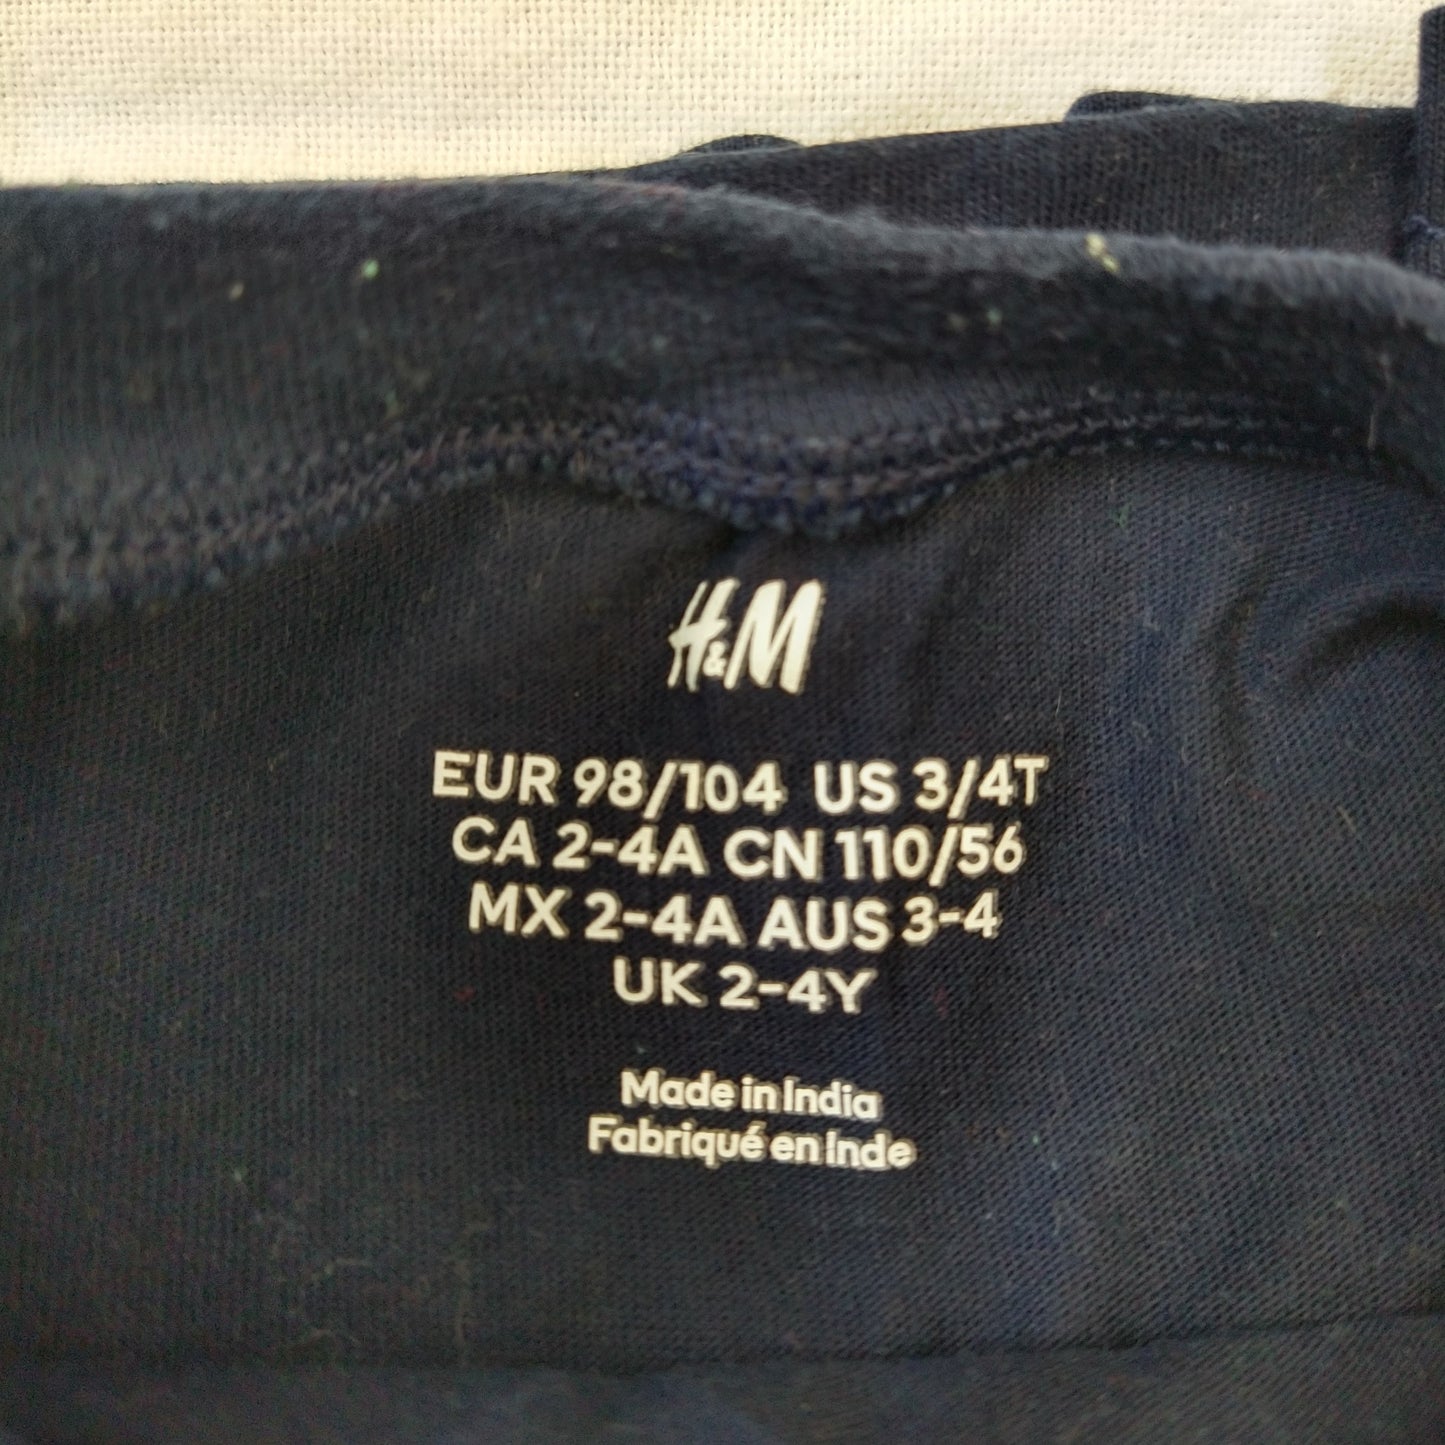 H&M
EUR 98/104 US 3/4T
CA 2-4A CN 110/56
MX 2-4A AUS 3-4
UK 2-4Y
Made in India
Fabriqué en Inde